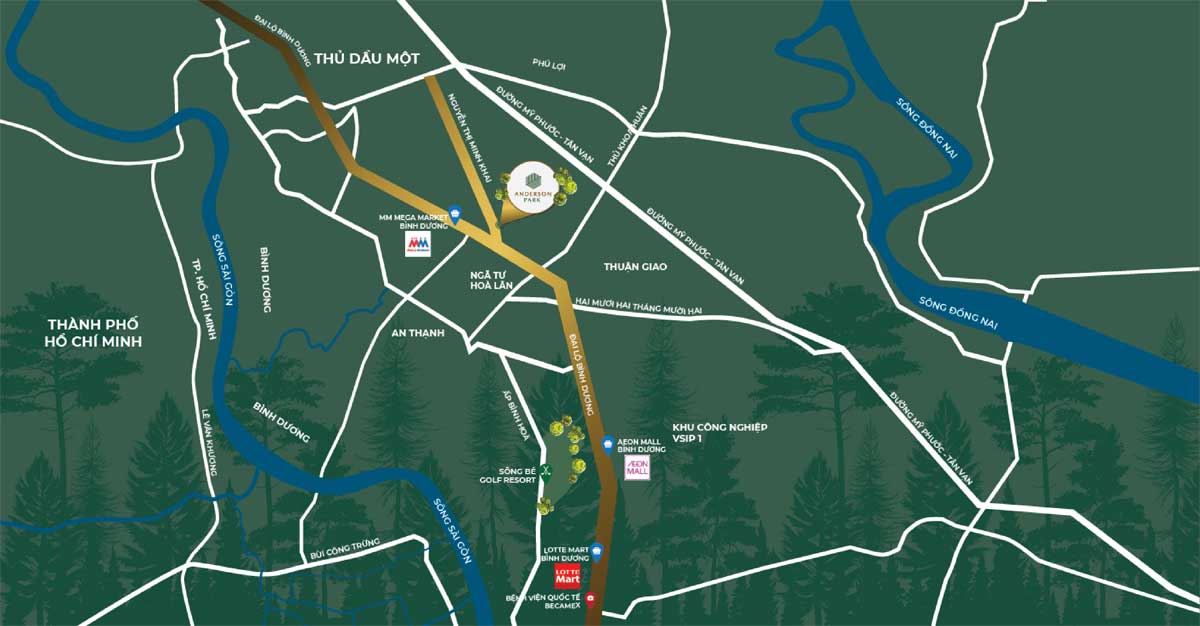 ĐẠI LỘ BÌNH DƯƠNG
THỦ DẦU MỘT
PHÚ LỢI
ĐƯỜNG MỸ PHƯỚC - TÂN VẠN
NGUYỄN THỊ MINH KHAI
THỦ KHOA HUÂN
SÔNG ĐỒNG NAI
ANDERSON
PARK
MM MEGA MARKET
BÌNH DƯƠNG
MM
ĐƯỜNG MỸ PHƯỚC - TÂN VẠN
SÔNG SÀI GÒN
BÌNH DƯƠNG
TP. HỒ CHÍ MINH
NGÃ TƯ
HOÀ LÂN
THUẬN GIAO
HAI MƯƠI HAI THÁNG MƯỜI HAI
SÔNG ĐỒNG NAI
THÀNH PHỐ
HỒ CHÍ MINH
AN THẠNH
ĐẠI LỘ BÌNH DƯƠNG
LÊ VĂN KHƯƠNG
BÌNH DƯƠNG
ẤP BÌNH HOÀ
KHU CÔNG NGHIỆP
VSIP 1
ĐƯỜNG MỸ PHƯỚC - TÂN VẠN
AEON MALL
BÌNH DƯƠNG
ÆON
MALL
SÔNG BÉ
GOLF RESORT
SÔNG SÀI GÒN
BÙI CÔNG TRỪNG
LOTTE MART
BÌNH DƯƠNG
LOTTE
Mart
BỆNH VIỆN QUỐC TẾ
BECAMEX